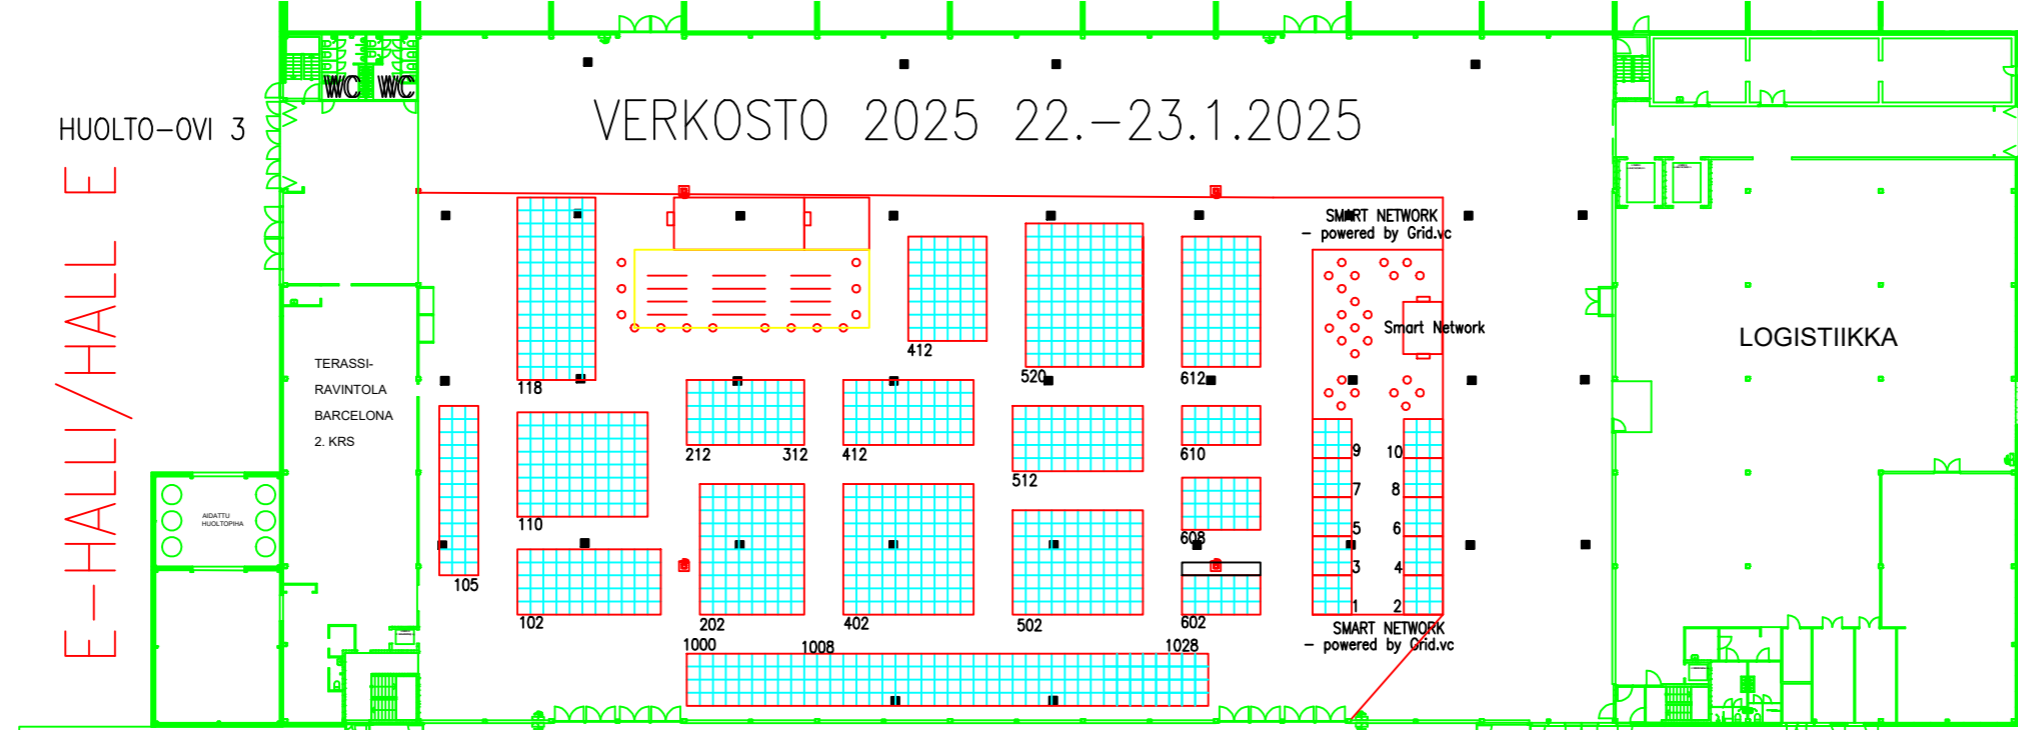 WC WC
HUOLTO-OVI 3
VERKOSTO 2025 22.-23.1.2025
E-HALLI/HALL E
SMART NETWORK
- powered by Grid.vc
Smart Network
LOGISTIIKKA
TERASSI-
RAVINTOLA
BARCELONA
2. KRS
AIDATTU
HUOLTOPIHA
412
118
520
612
212 312 412
512
610
9 10
7 8
110
5 6
608
3 4
105
1 2
102
202
402
502
602
SMART NETWORK
- powered by Grid.vc
1000
1008
1028